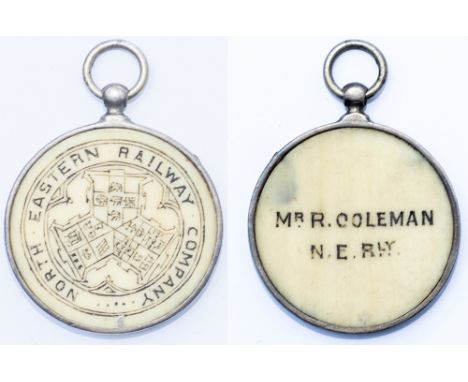 NORTH EASTERN RAILWAY COMPANY
MR R. COLEMAN
N.E. RLY.